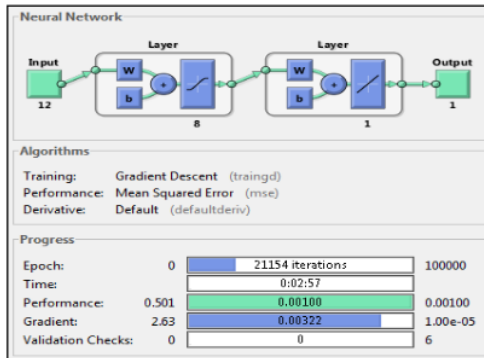 Neural Network
Layer Layer
Input Output
W W
+ +
b b
12 1
8 1
Algorithms
Training: Gradient Descent (traingd)
Performance: Mean Squared Error (mse)
Derivative: Default (defaultderiv)
Progress
Epoch: 0 21154 iterations 100000
Time: 0:02:57
Performance: 0.501 0.00100 0.00100
Gradient: 2.63 0.00322 1.00e-05
Validation Checks: 0 0 6